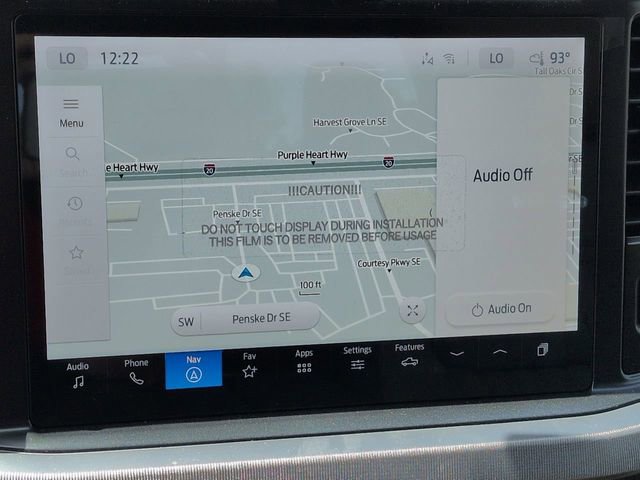 LO 12:22 LO 93°
Tall Oaks Cir S
Menu
Search
Recents
Saved
Harvest Grove Ln SE
e Heart Hwy
20
Purple Heart Hwy
20
!!!CAUTION!!!
Penske Dr SE
DO NOT TOUCH DISPLAY DURING INSTALLATION
THIS FILM IS TO BE REMOVED BEFORE USAGE
Courtesy Pkwy SE
100 ft
SW Penske Dr SE
Audio Off
Audio On
Audio Phone Nav Fav Apps Settings Features